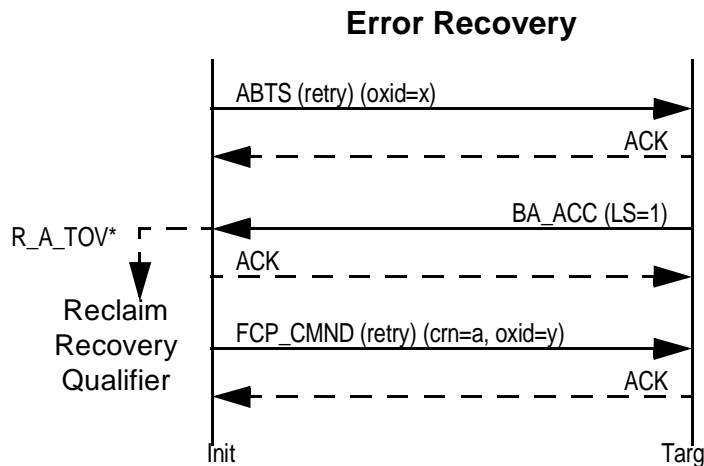 Error Recovery
ABTS (retry) (oxid=x)
ACK
BA_ACC (LS=1)
R_A_TOV*
ACK
Reclaim
Recovery
Qualifier
FCP_CMND (retry) (crn=a, oxid=y)
ACK
Init
Targ